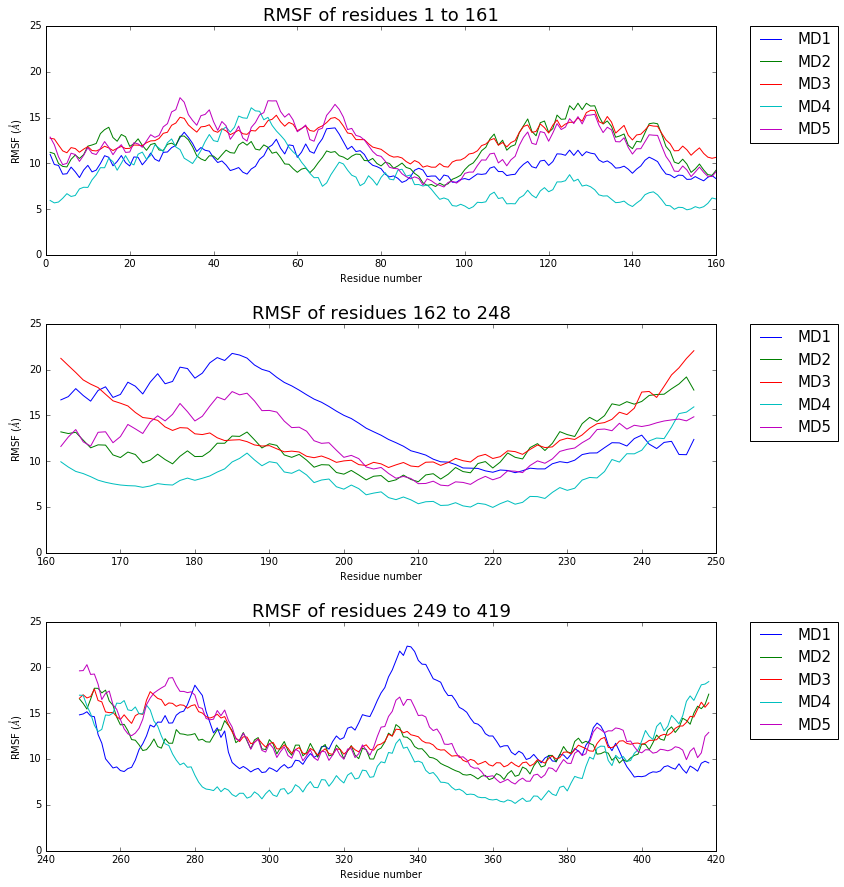 RMSF of residues 1 to 161
25
20
15
10
5
0
RMSF (Å)
0 20 40 60 80 100 120 140 160
Residue number
MD1
MD2
MD3
MD4
MD5
RMSF of residues 162 to 248
25
20
15
10
5
0
RMSF (Å)
160 170 180 190 200 210 220 230 240 250
Residue number
MD1
MD2
MD3
MD4
MD5
RMSF of residues 249 to 419
25
20
15
10
5
0
RMSF (Å)
240 260 280 300 320 340 360 380 400 420
Residue number
MD1
MD2
MD3
MD4
MD5